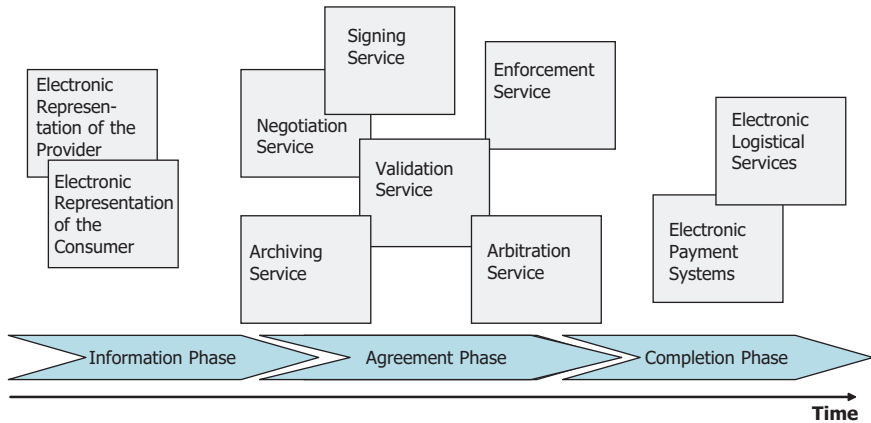 Electronic
Represen-
tation of the
Provider
Electronic
Representation
of the
Consumer
Signing
Service
Negotiation
Service
Validation
Service
Enforcement
Service
Archiving
Service
Arbitration
Service
Electronic
Logistical
Services
Electronic
Payment
Systems
Information Phase
Agreement Phase
Completion Phase
Time